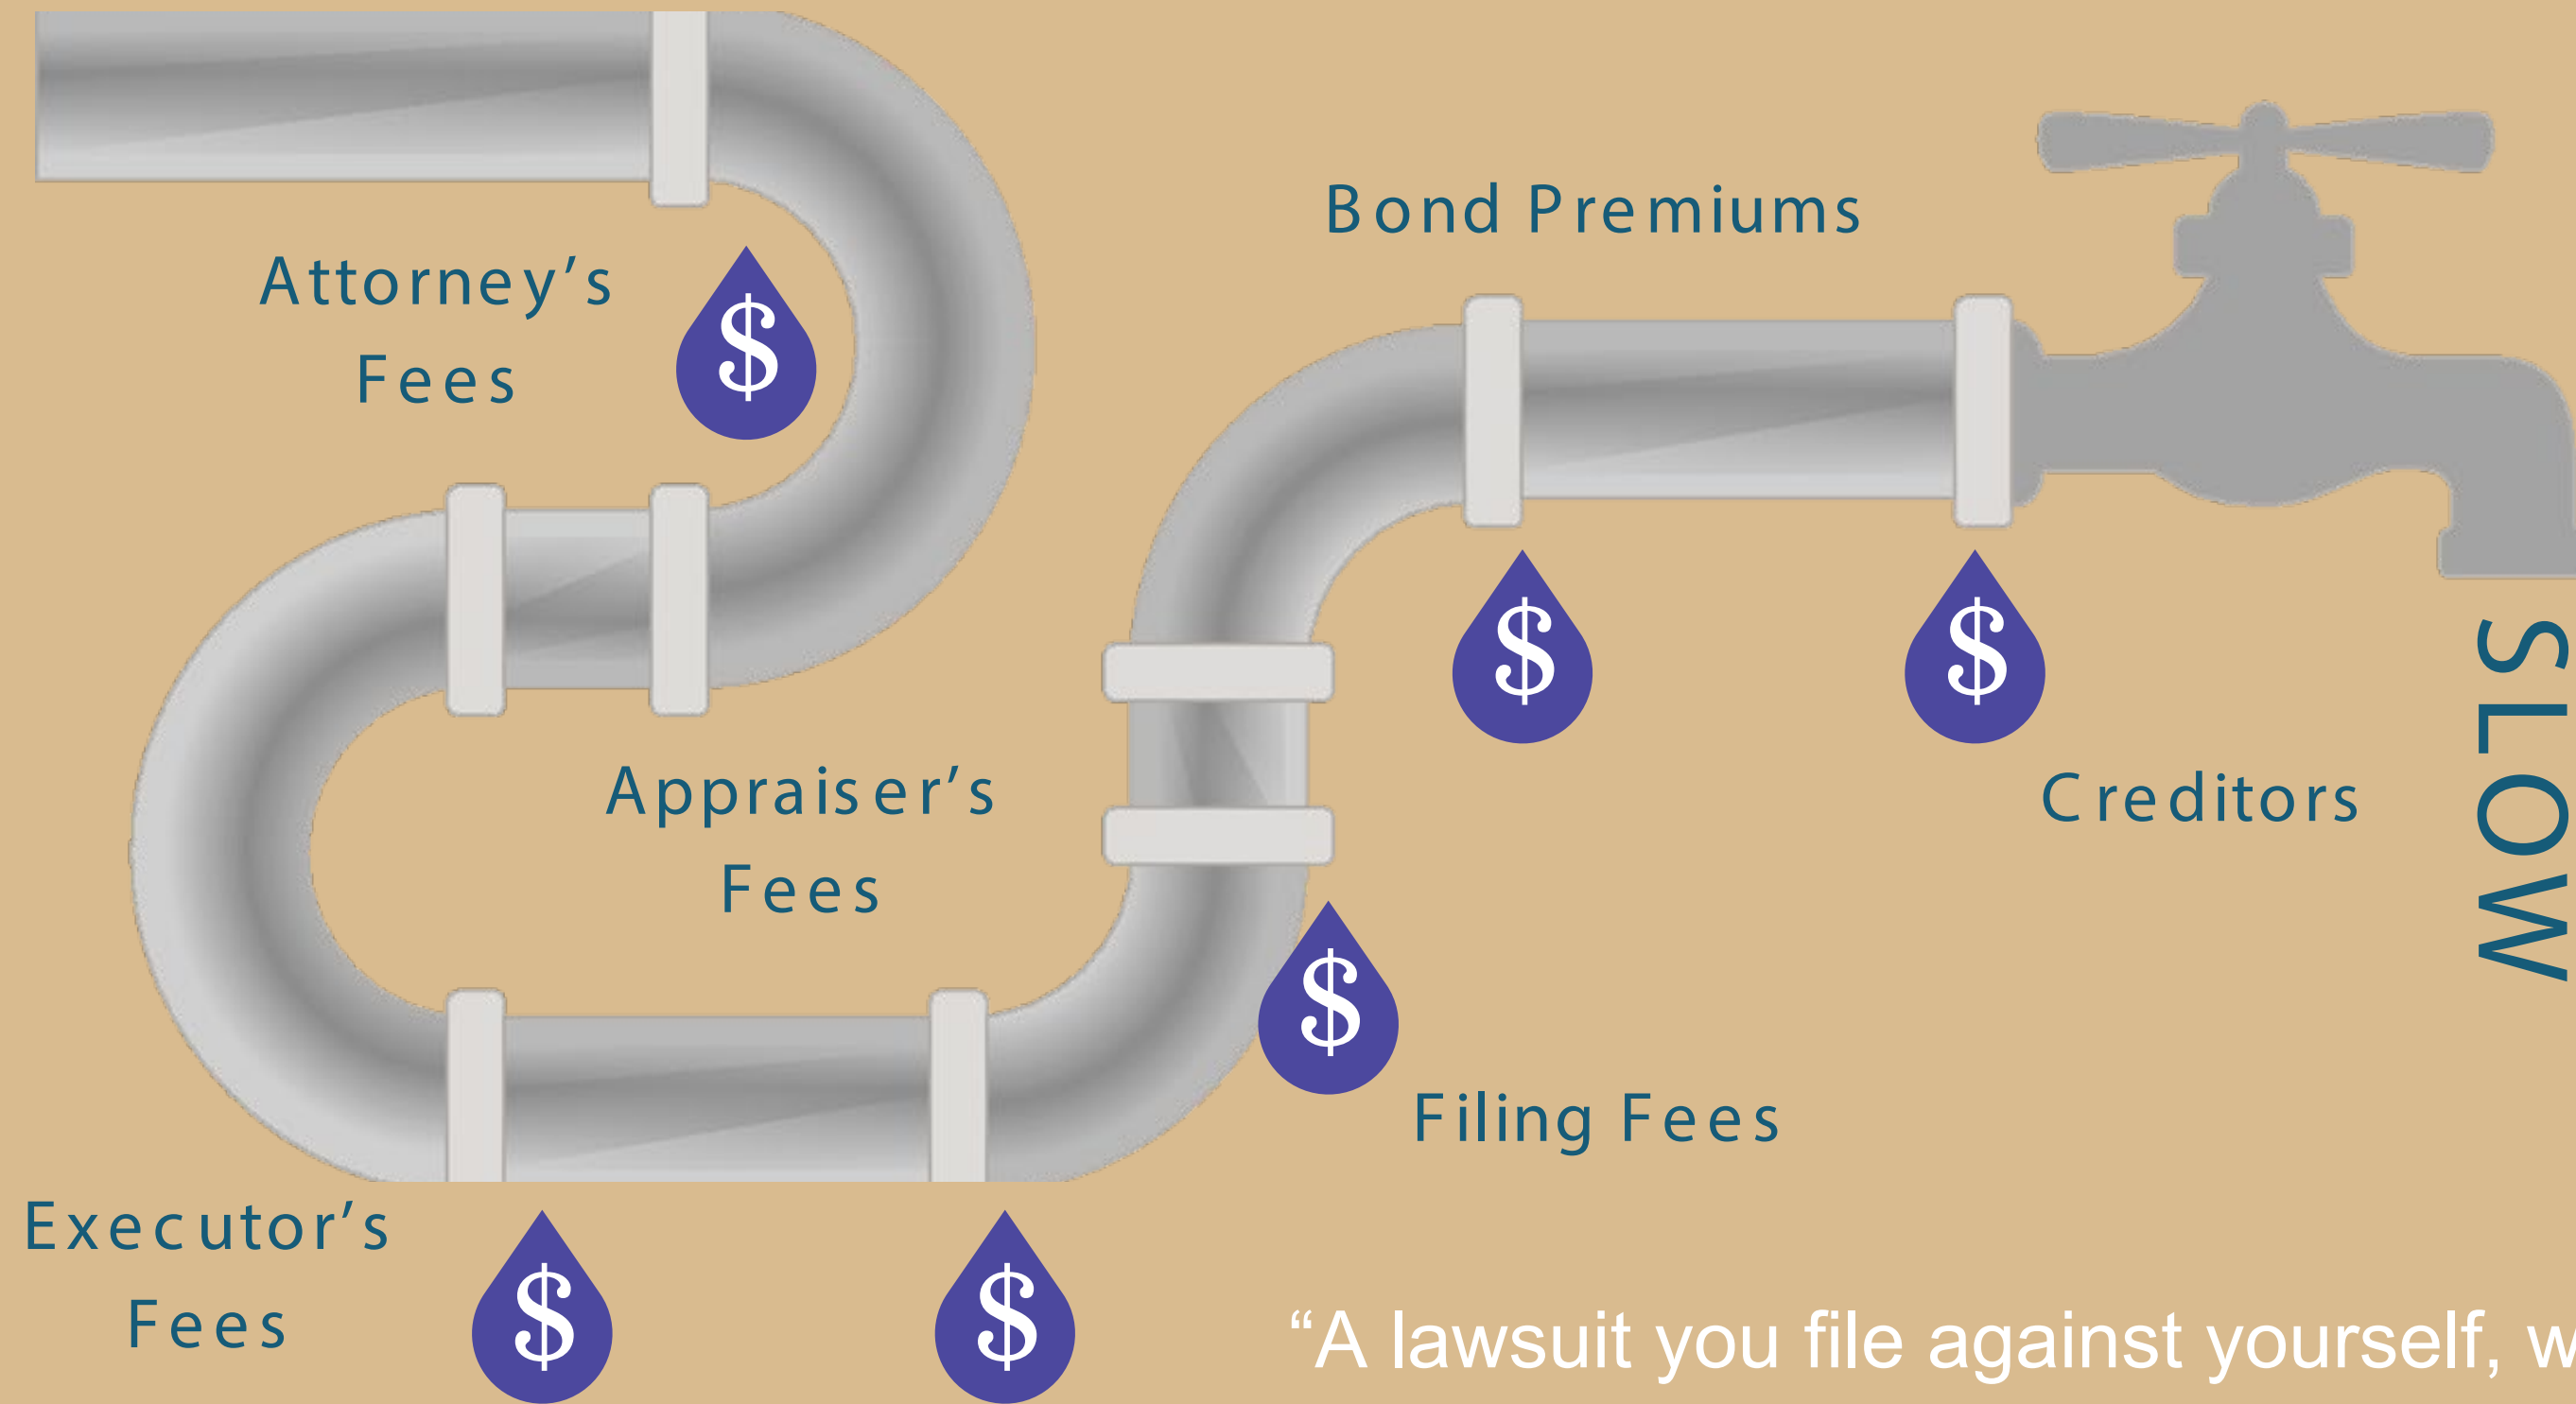 Attorney’s
Fees
$
Bond Premiums
$
$
SLOW
Appraiser’s
Fees
Creditors
$
Filing Fees
Executor’s
Fees
$
$
“A lawsuit you file against yourself,